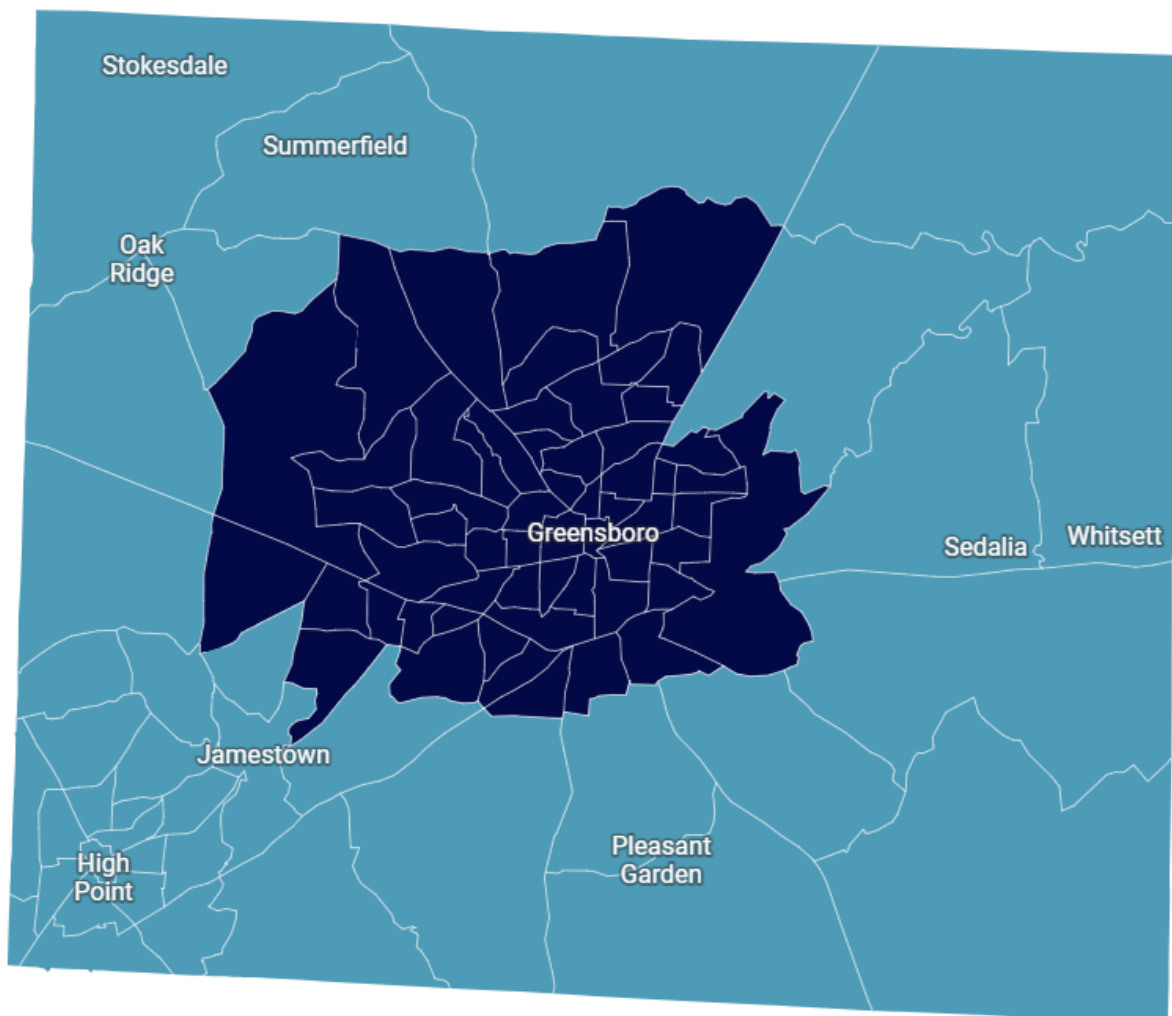 Stokesdale
Summerfield
Oak
Ridge
Greensboro
Sedalia
Whitsett
Jamestown
Pleasant
Garden
High
Point